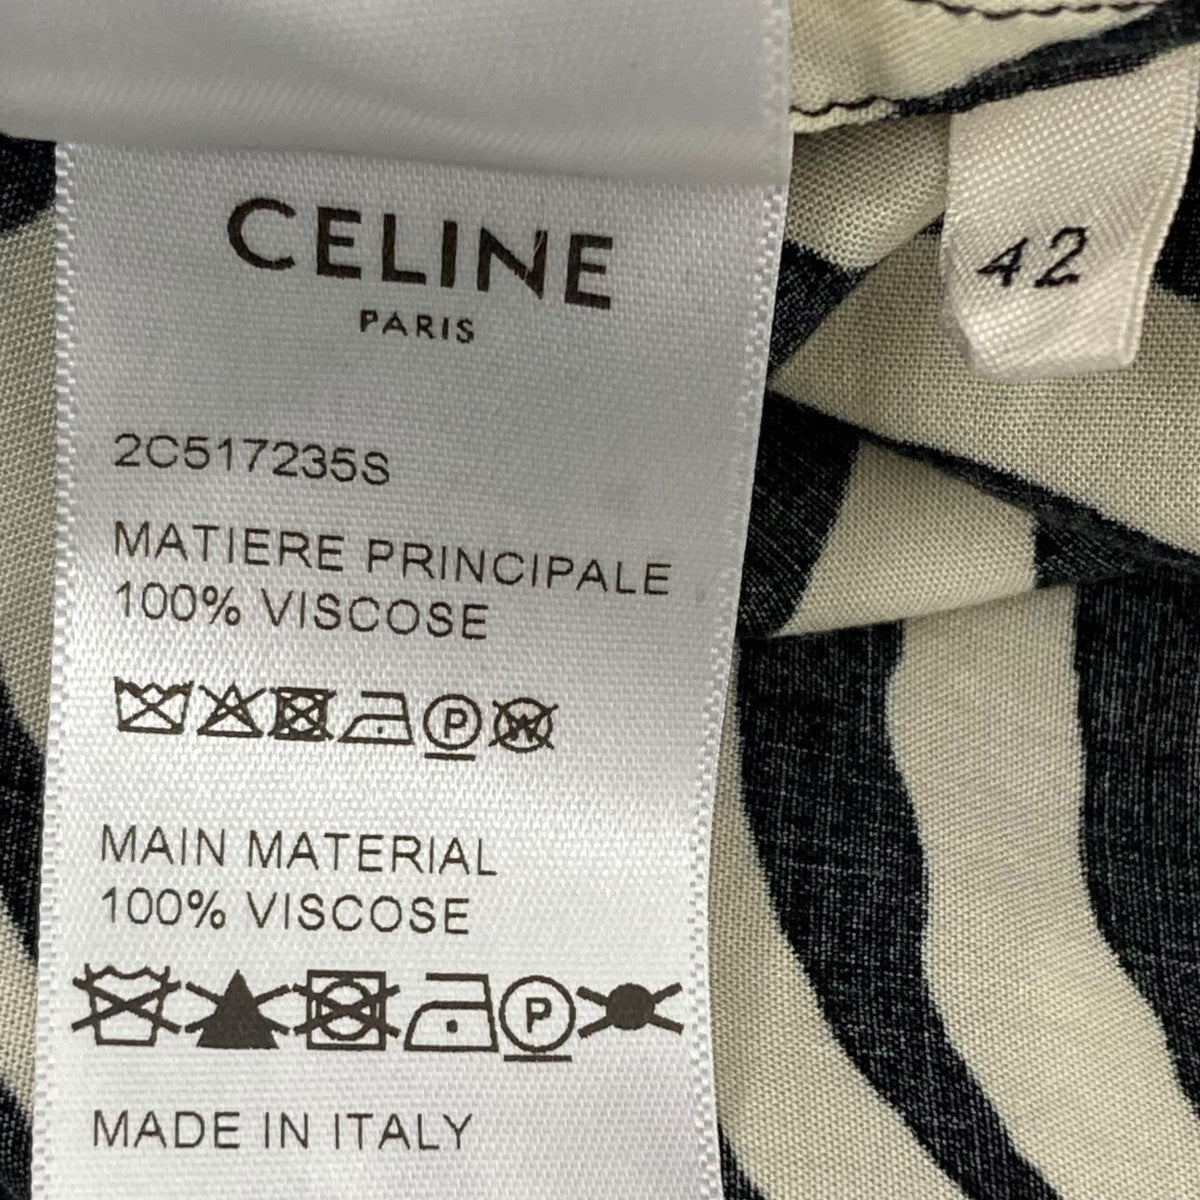 CELINE
PARIS
42
2C517235S
MATIERE PRINCIPALE
100% VISCOSE
P W
MAIN MATERIAL
100% VISCOSE
P
MADE IN ITALY